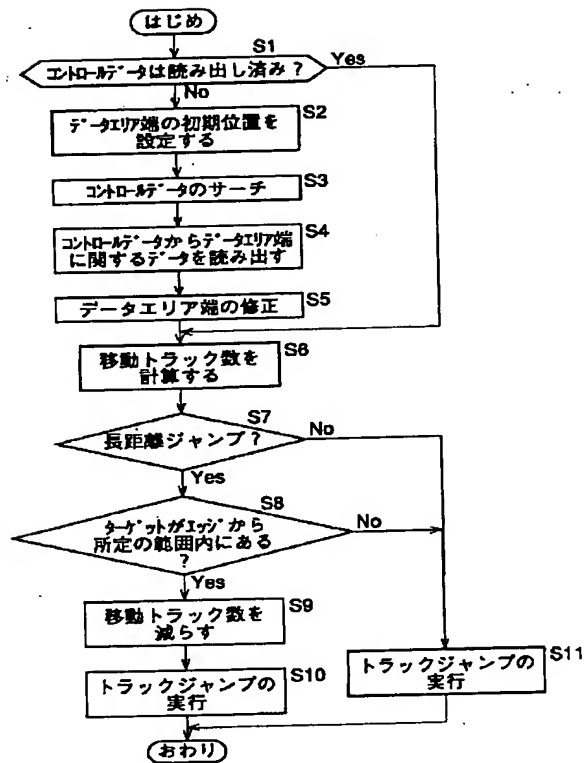 はじめ
S1
コントロールデータは読み出し済み?
Yes
No
S2
データエリア端の初期位置を
設定する
S3
コントロールデータのサーチ
S4
コントロールデータからデータエリア端
に関するデータを読み出す
S5
データエリア端の修正
S6
移動トラック数を
計算する
S7
長距離ジャンプ?
No
Yes
S8
ターゲットがエッジから
所定の範囲内にある
?
No
Yes
S9
移動トラック数を
減らす
S10
トラックジャンプの
実行
S11
トラックジャンプの
実行
おわり